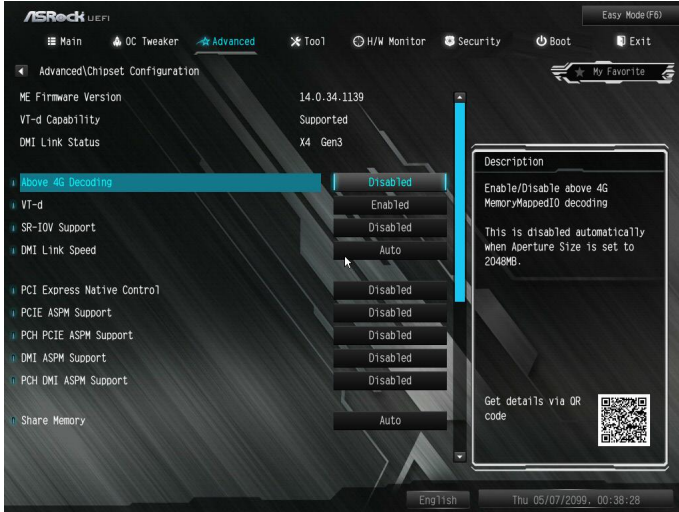 ASRock UEFI
Easy Mode(F6)
Main OC Tweaker Advanced Tool H/W Monitor Security Boot Exit
Advanced\Chipset Configuration
My Favorite
ME Firmware Version 14.0.34.1139
VT-d Capability Supported
DMI Link Status X4 Gen3
Above 4G Decoding Disabled
VT-d Enabled
SR-IOV Support Disabled
DMI Link Speed Auto
PCI Express Native Control Disabled
PCIE ASPM Support Disabled
PCH PCIE ASPM Support Disabled
DMI ASPM Support Disabled
PCH DMI ASPM Support Disabled
Share Memory Auto
Description
Enable/Disable above 4G
MemoryMappedIO decoding
This is disabled automatically
when Aperture Size is set to
2048MB.
Get details via QR
code
English
Thu 05/07/2099. 00:38:28